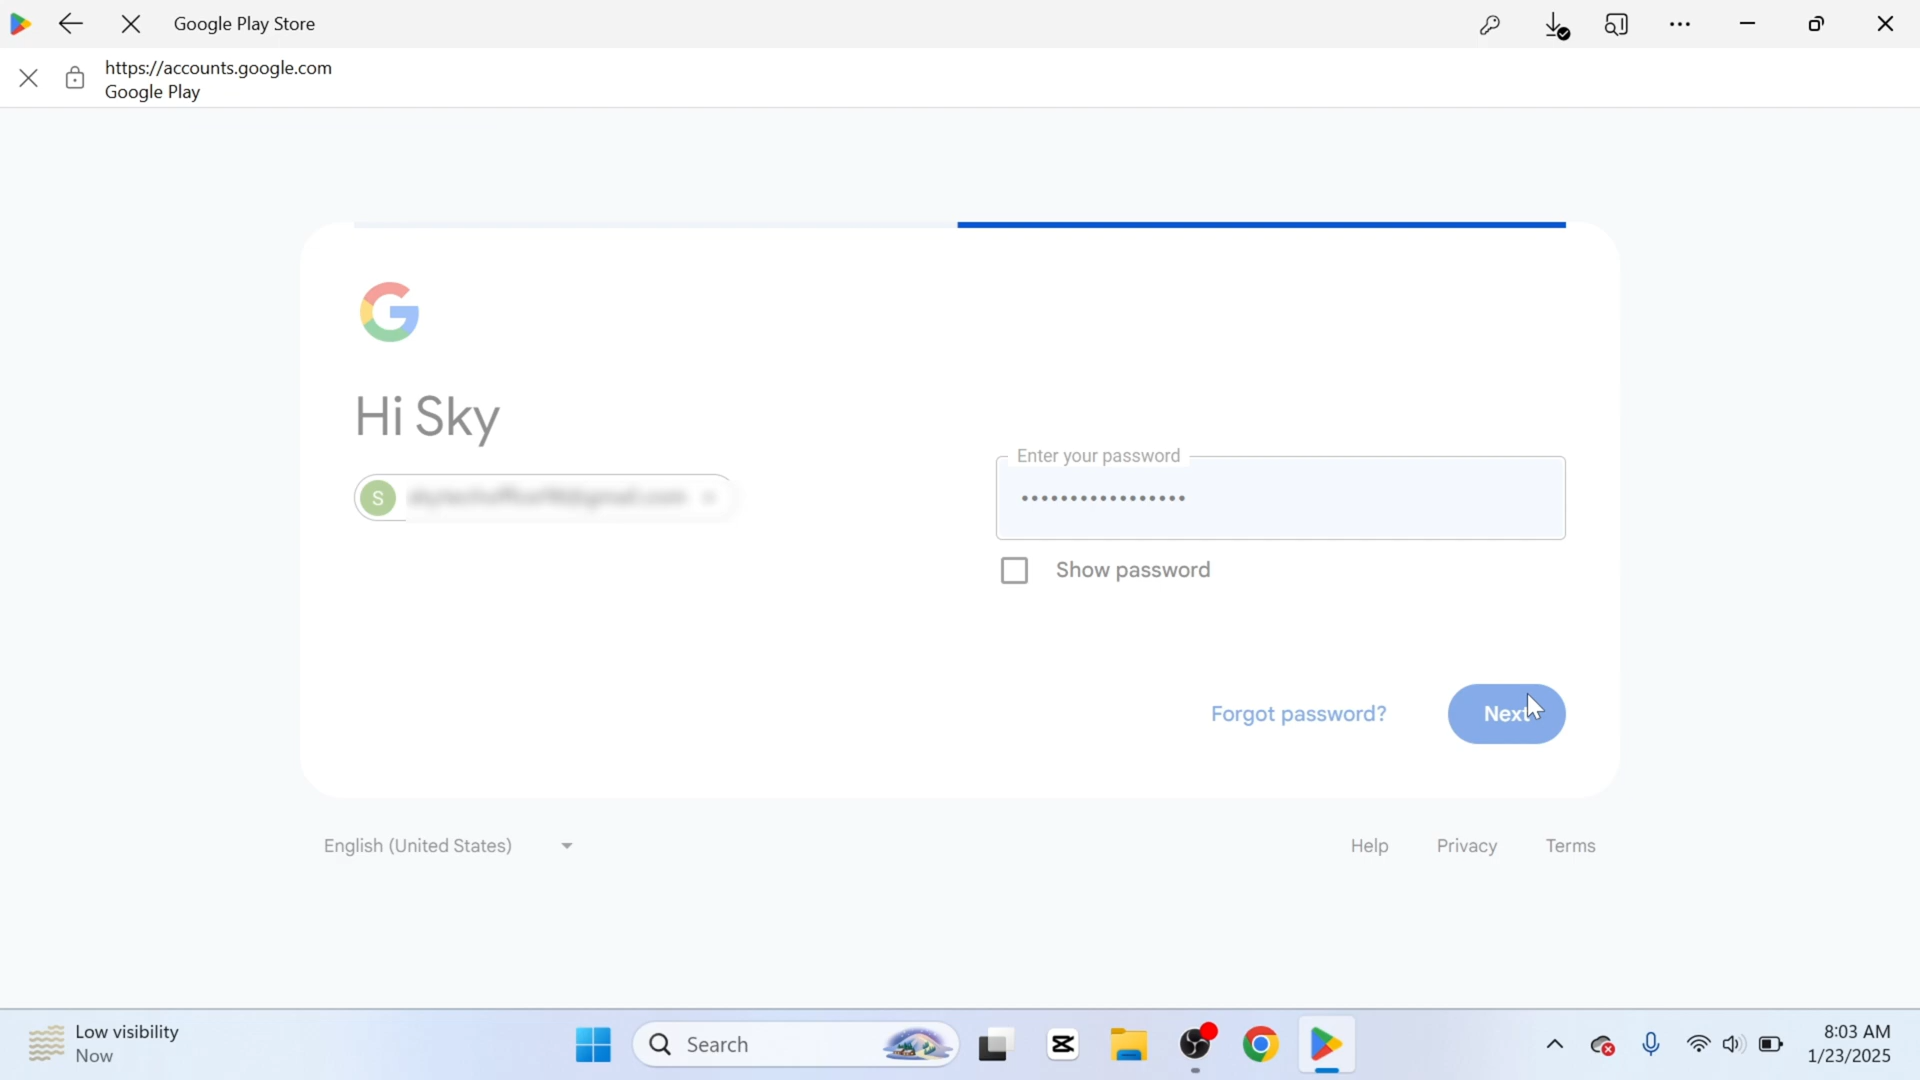 Google Play Store
https://accounts.google.com
Google Play
Hi Sky
S
Enter your password
Show password
Forgot password?
Next
English (United States)
Help
Privacy
Terms
Low visibility
Now
Search
8:03 AM
1/23/2025